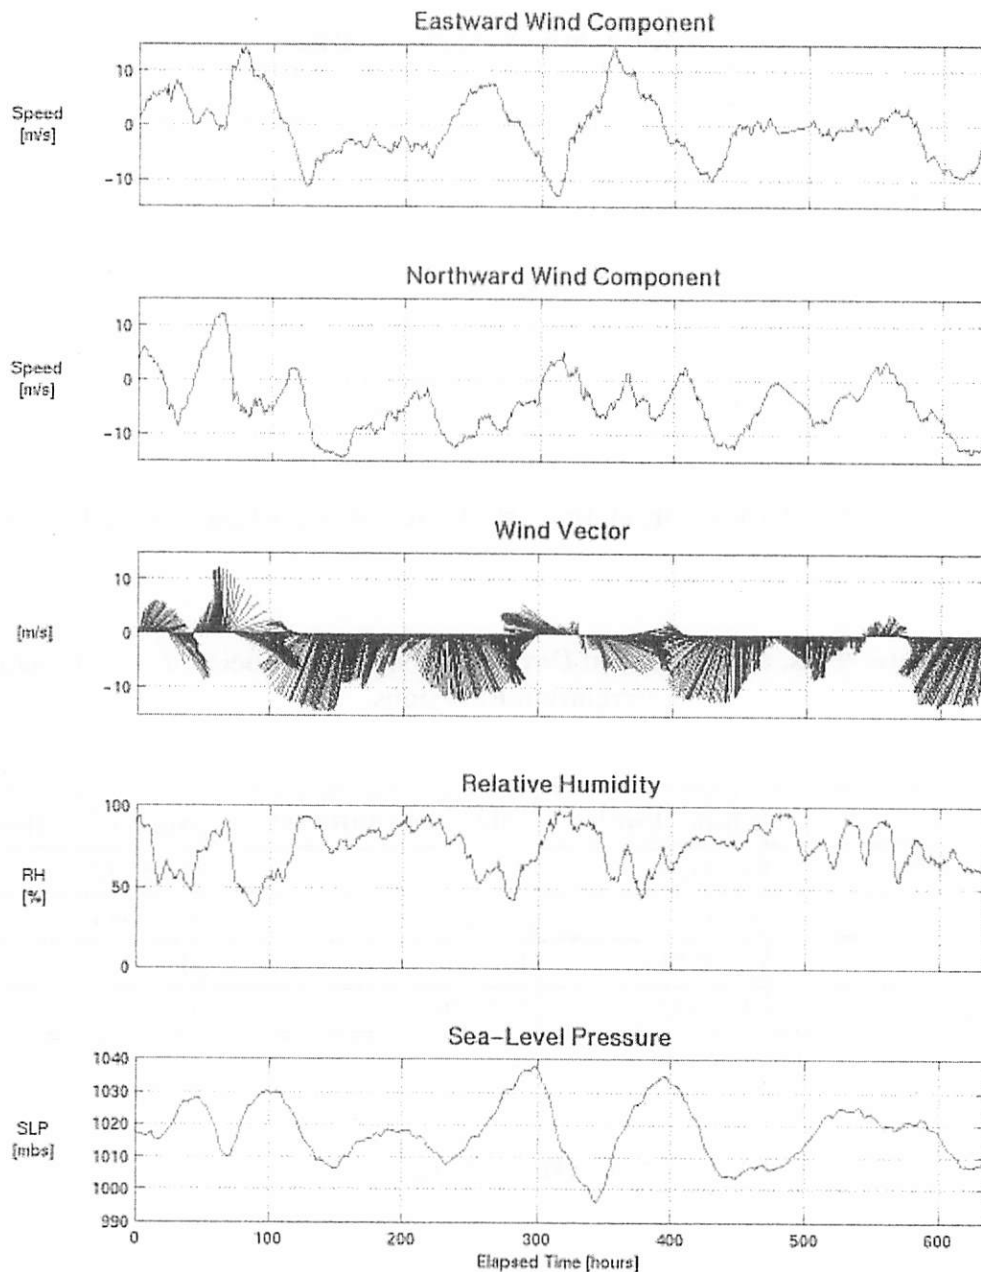 Eastward Wind Component
10
Speed
[m/s]
0
-10
Northward Wind Component
10
Speed
[m/s]
0
-10
Wind Vector
10
[m/s]
0
-10
Relative Humidity
100
RH
[%]
50
0
Sea-Level Pressure
1040
1030
SLP
[mbs]
1020
1010
1000
990
0 100 200 300 400 500 600
Elapsed Time [hours]